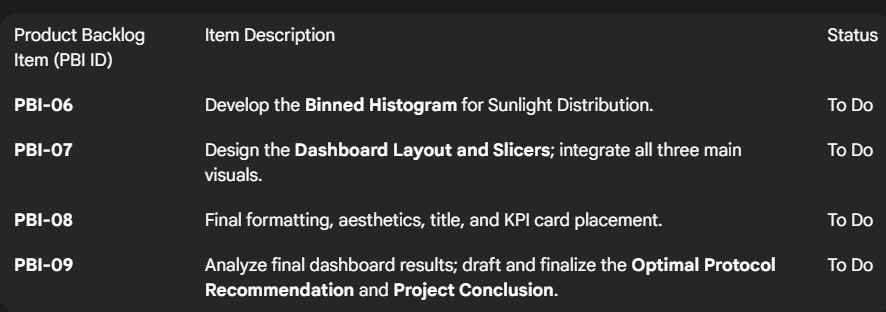 Product Backlog Item Description Status
Item (PBI ID)
PBI-06 Develop the Binned Histogram for Sunlight Distribution. To Do
PBI-07 Design the Dashboard Layout and Slicers; integrate all three main To Do
visuals.
PBI-08 Final formatting, aesthetics, title, and KPI card placement. To Do
PBI-09 Analyze final dashboard results; draft and finalize the Optimal Protocol To Do
Recommendation and Project Conclusion.